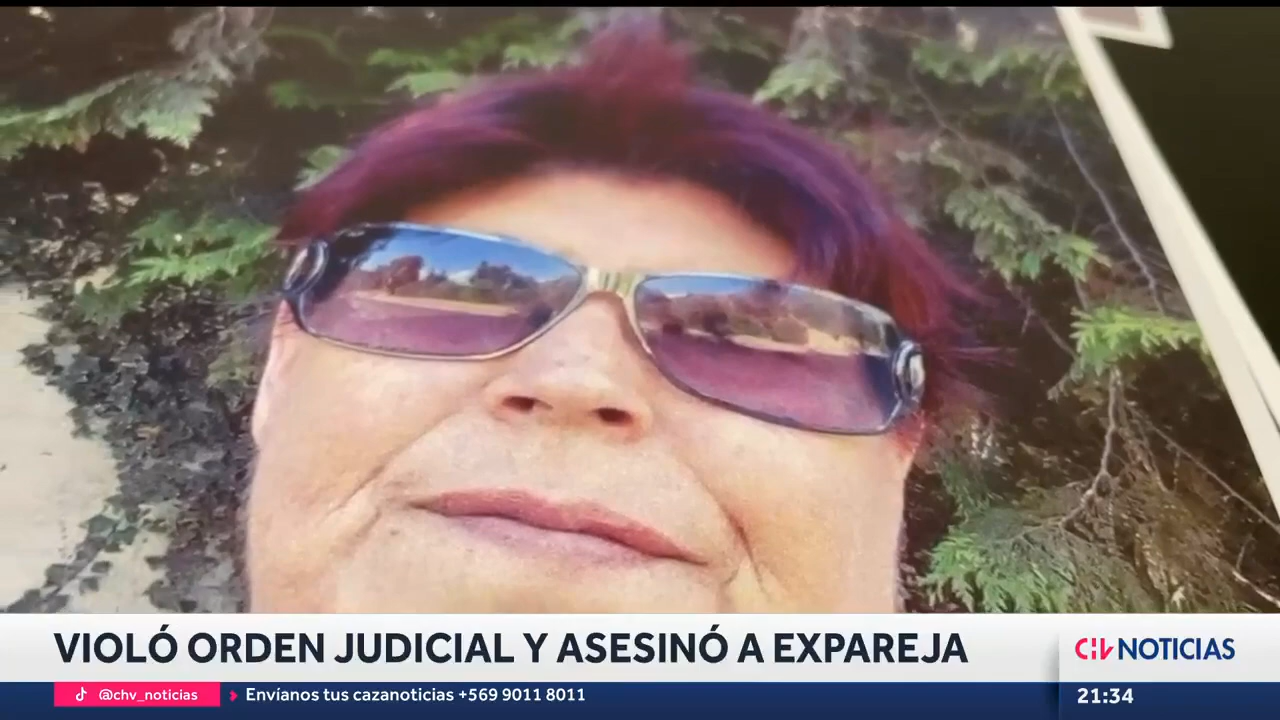 VIOLÓ ORDEN JUDICIAL Y ASESINÓ A EXPAREJA
CHV NOTICIAS
@chv_noticias
Envíanos tus cazanoticias +569 9011 8011
21:34